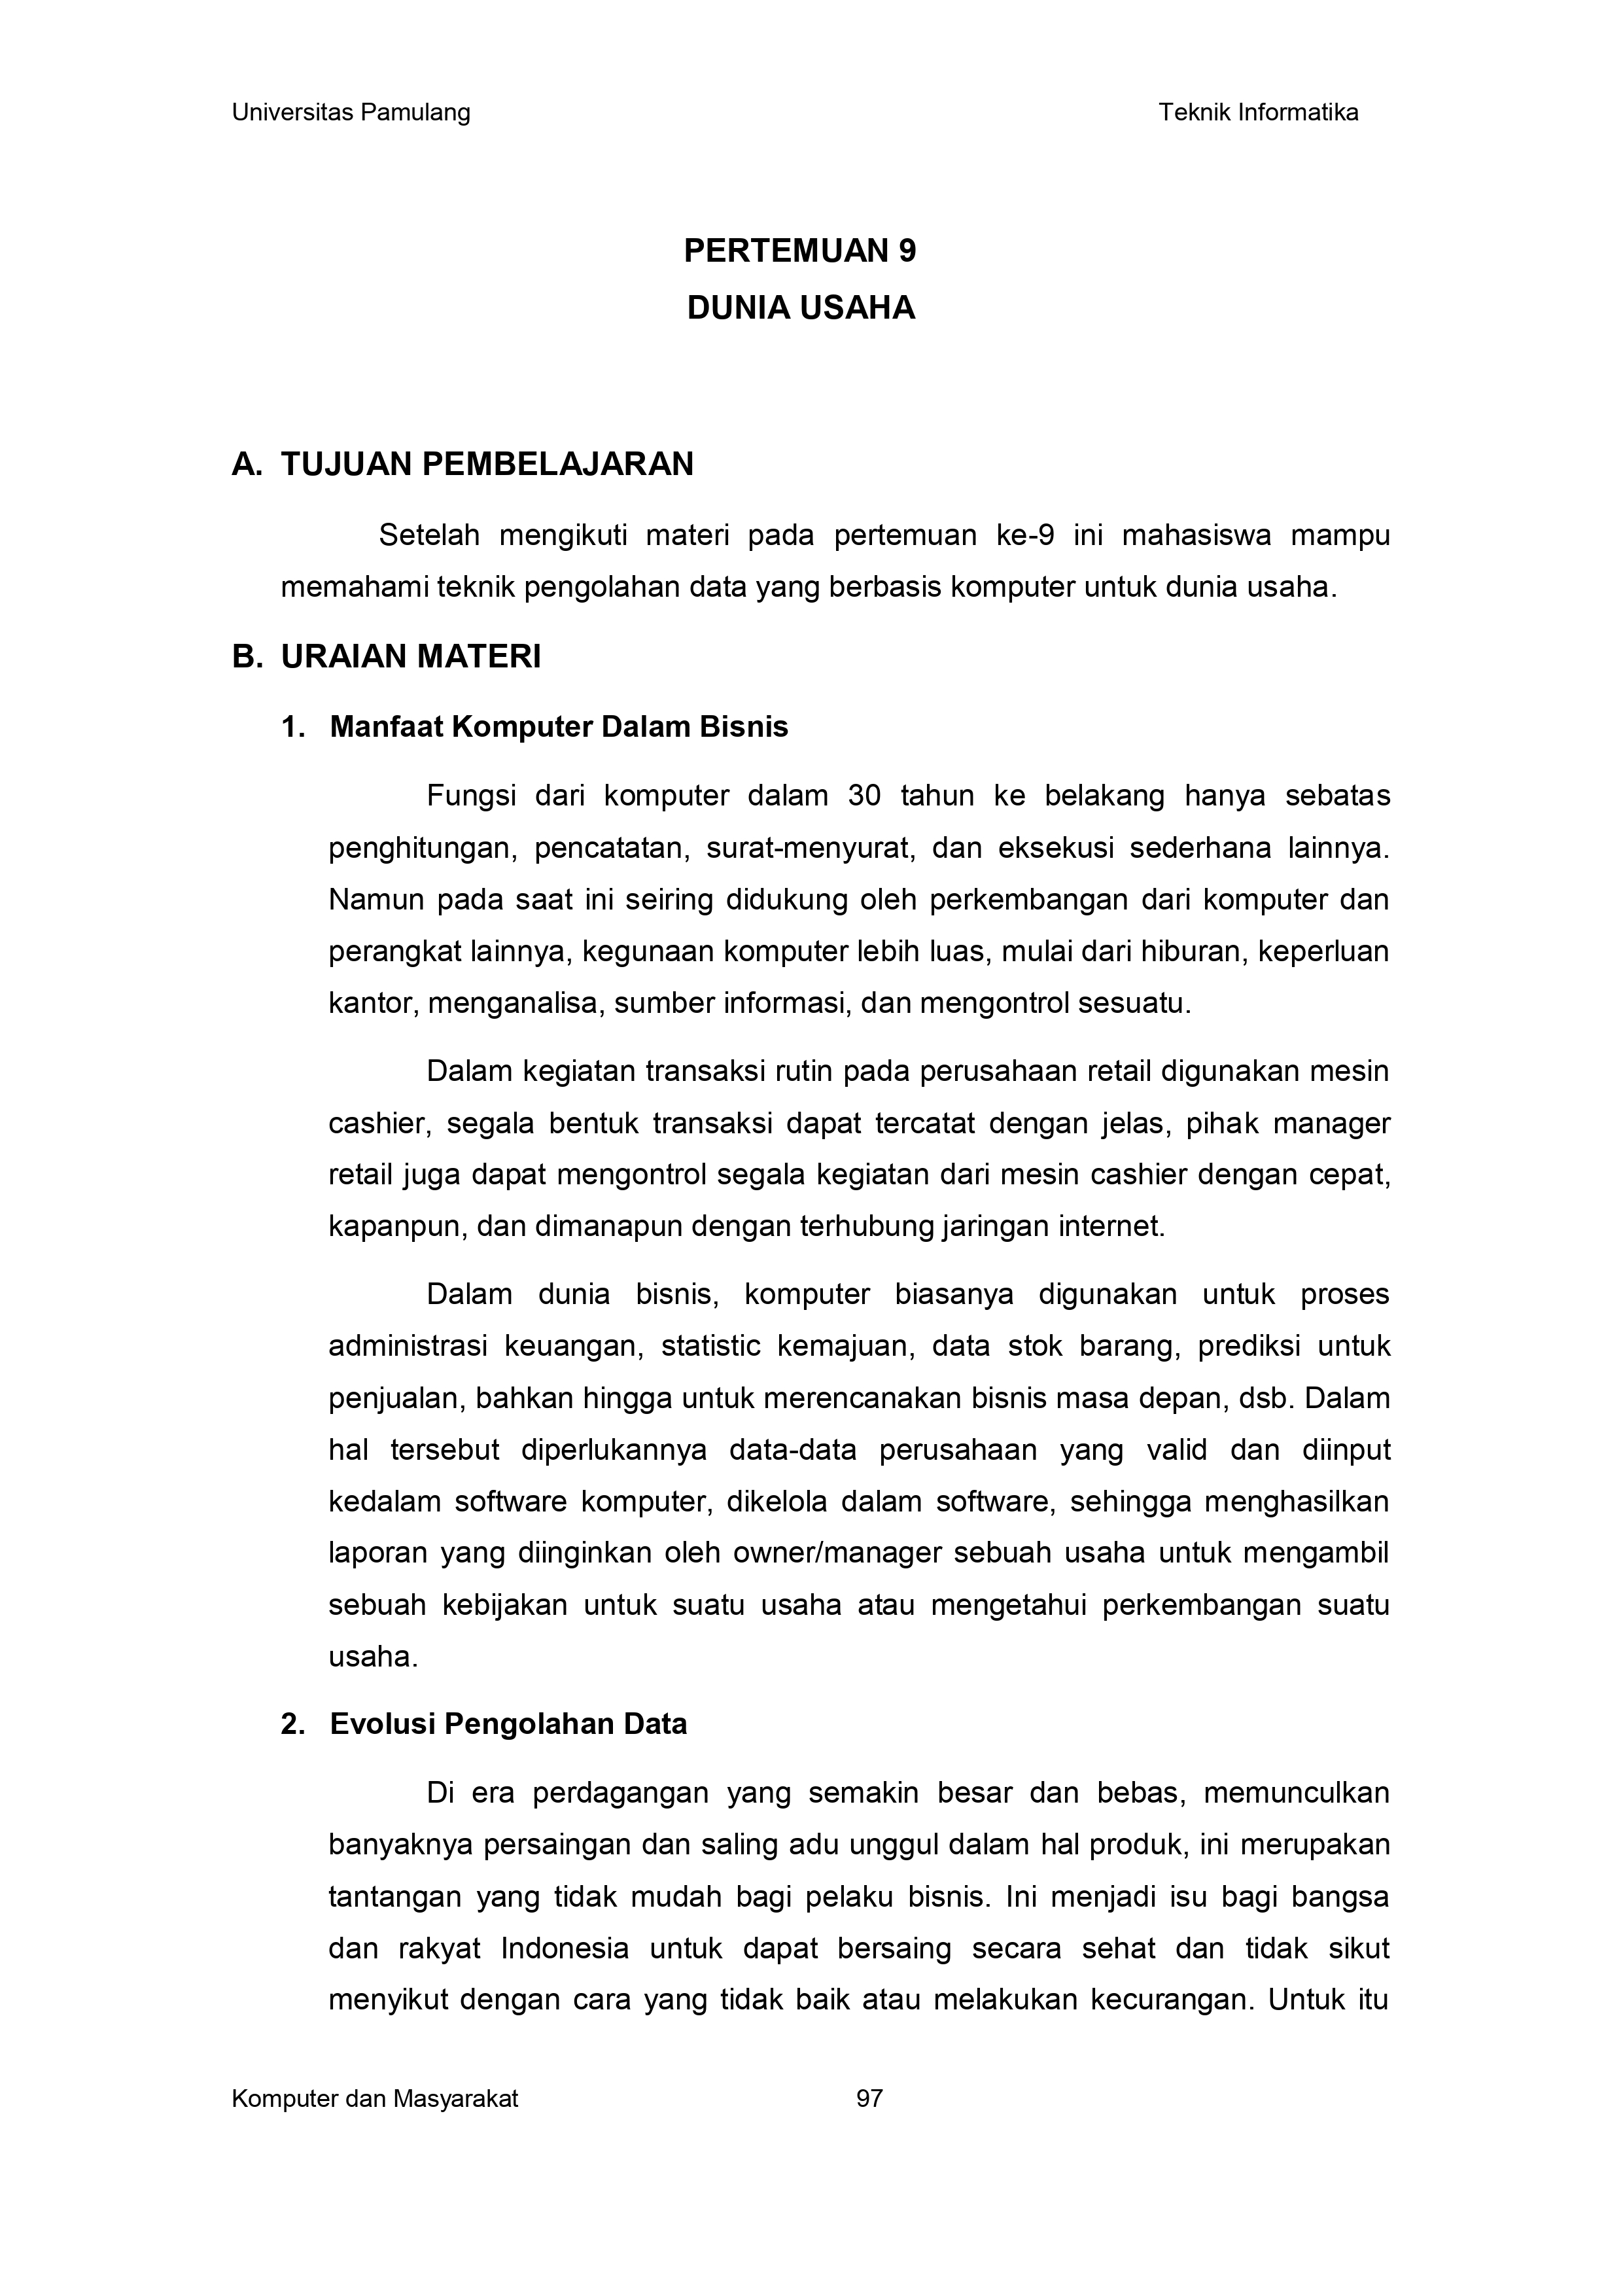 Universitas Pamulang Teknik Informatika
PERTEMUAN 9
DUNIA USAHA
A. TUJUAN PEMBELAJARAN
Setelah mengikuti materi pada pertemuan ke-9 ini mahasiswa mampu
memahami teknik pengolahan data yang berbasis komputer untuk dunia usaha.
B. URAIAN MATERI
1. Manfaat Komputer Dalam Bisnis
Fungsi dari komputer dalam 30 tahun ke belakang hanya sebatas
penghitungan, pencatatan, surat-menyurat, dan eksekusi sederhana lainnya.
Namun pada saat ini seiring didukung oleh perkembangan dari komputer dan
perangkat lainnya, kegunaan komputer lebih luas, mulai dari hiburan, keperluan
kantor, menganalisa, sumber informasi, dan mengontrol sesuatu.
Dalam kegiatan transaksi rutin pada perusahaan retail digunakan mesin
cashier, segala bentuk transaksi dapat tercatat dengan jelas, pihak manager
retail juga dapat mengontrol segala kegiatan dari mesin cashier dengan cepat,
kapanpun, dan dimanapun dengan terhubung jaringan internet.
Dalam dunia bisnis, komputer biasanya digunakan untuk proses
administrasi keuangan, statistic kemajuan, data stok barang, prediksi untuk
penjualan, bahkan hingga untuk merencanakan bisnis masa depan, dsb. Dalam
hal tersebut diperlukannya data-data perusahaan yang valid dan diinput
kedalam software komputer, dikelola dalam software, sehingga menghasilkan
laporan yang diinginkan oleh owner/manager sebuah usaha untuk mengambil
sebuah kebijakan untuk suatu usaha atau mengetahui perkembangan suatu
usaha.
2. Evolusi Pengolahan Data
Di era perdagangan yang semakin besar dan bebas, memunculkan
banyaknya persaingan dan saling adu unggul dalam hal produk, ini merupakan
tantangan yang tidak mudah bagi pelaku bisnis. Ini menjadi isu bagi bangsa
dan rakyat Indonesia untuk dapat bersaing secara sehat dan tidak sikut
menyikut dengan cara yang tidak baik atau melakukan kecurangan. Untuk itu
Komputer dan Masyarakat 97